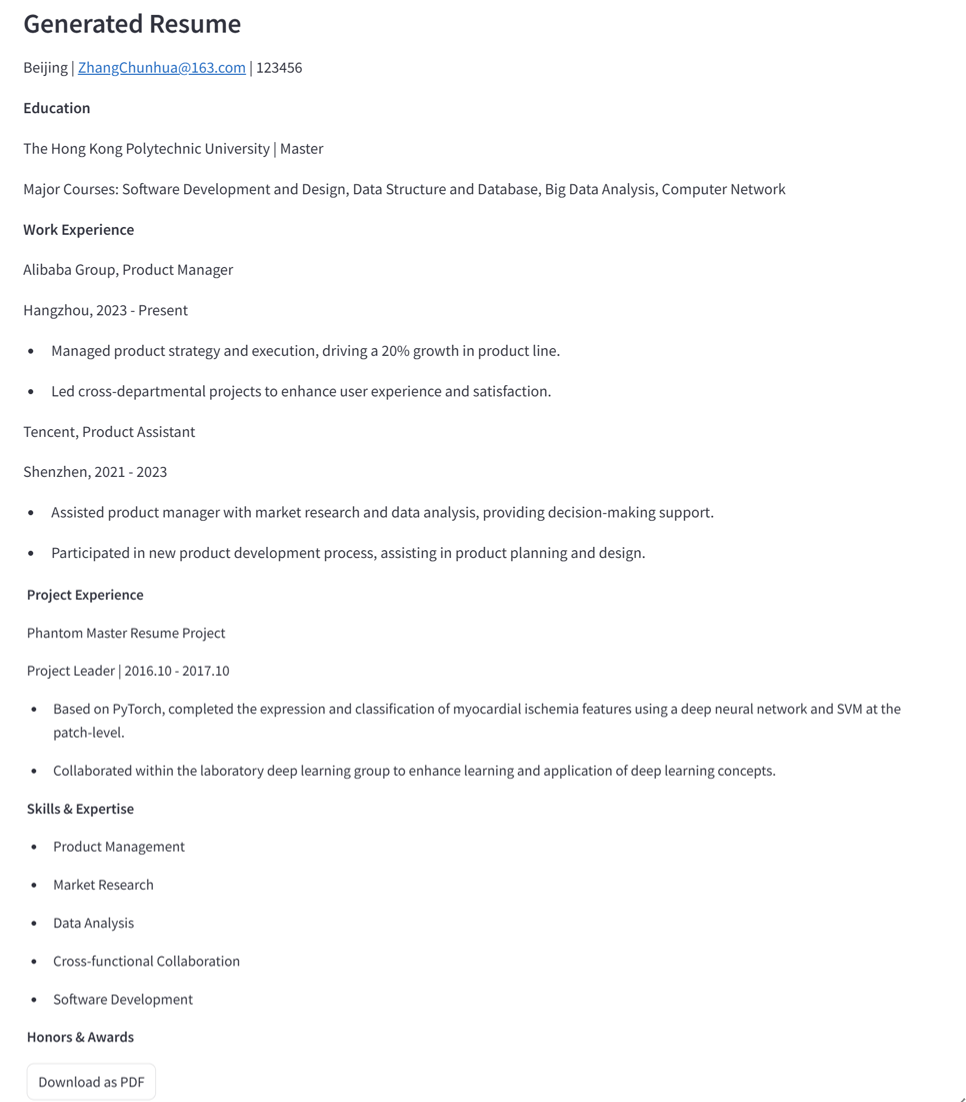 Generated Resume
Beijing | ZhangChunhua@163.com | 123456
Education
The Hong Kong Polytechnic University | Master
Major Courses: Software Development and Design, Data Structure and Database, Big Data Analysis, Computer Network
Work Experience
Alibaba Group, Product Manager
Hangzhou, 2023 - Present
• Managed product strategy and execution, driving a 20% growth in product line.
• Led cross-departmental projects to enhance user experience and satisfaction.
Tencent, Product Assistant
Shenzhen, 2021 - 2023
• Assisted product manager with market research and data analysis, providing decision-making support.
• Participated in new product development process, assisting in product planning and design.
Project Experience
Phantom Master Resume Project
Project Leader | 2016.10 - 2017.10
• Based on PyTorch, completed the expression and classification of myocardial ischemia features using a deep neural network and SVM at the
patch-level.
• Collaborated within the laboratory deep learning group to enhance learning and application of deep learning concepts.
Skills & Expertise
• Product Management
• Market Research
• Data Analysis
• Cross-functional Collaboration
• Software Development
Honors & Awards
Download as PDF